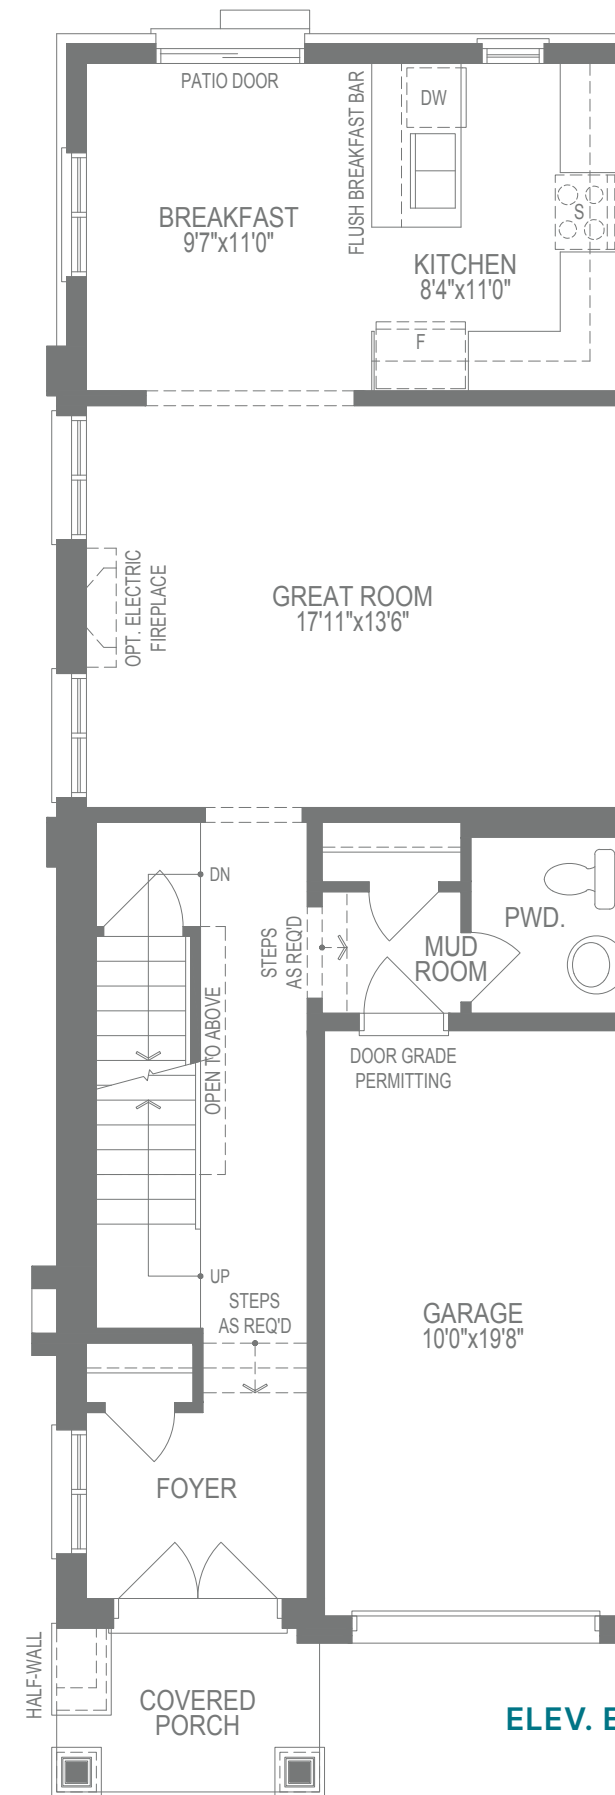 PATIO DOOR
FLUSH BREAKFAST BAR
DW
BREAKFAST
9'7"x11'0"
S
KITCHEN
8'4"x11'0"
F
OPT. ELECTRIC
FIREPLACE
GREAT ROOM
17'11"x13'6"
DN
STEPS
AS REQ'D
PWD.
MUD
ROOM
OPEN TO ABOVE
DOOR GRADE
PERMITTING
UP
STEPS
AS REQ'D
GARAGE
10'0"x19'8"
FOYER
HALF-WALL
COVERED
PORCH
ELEV. B